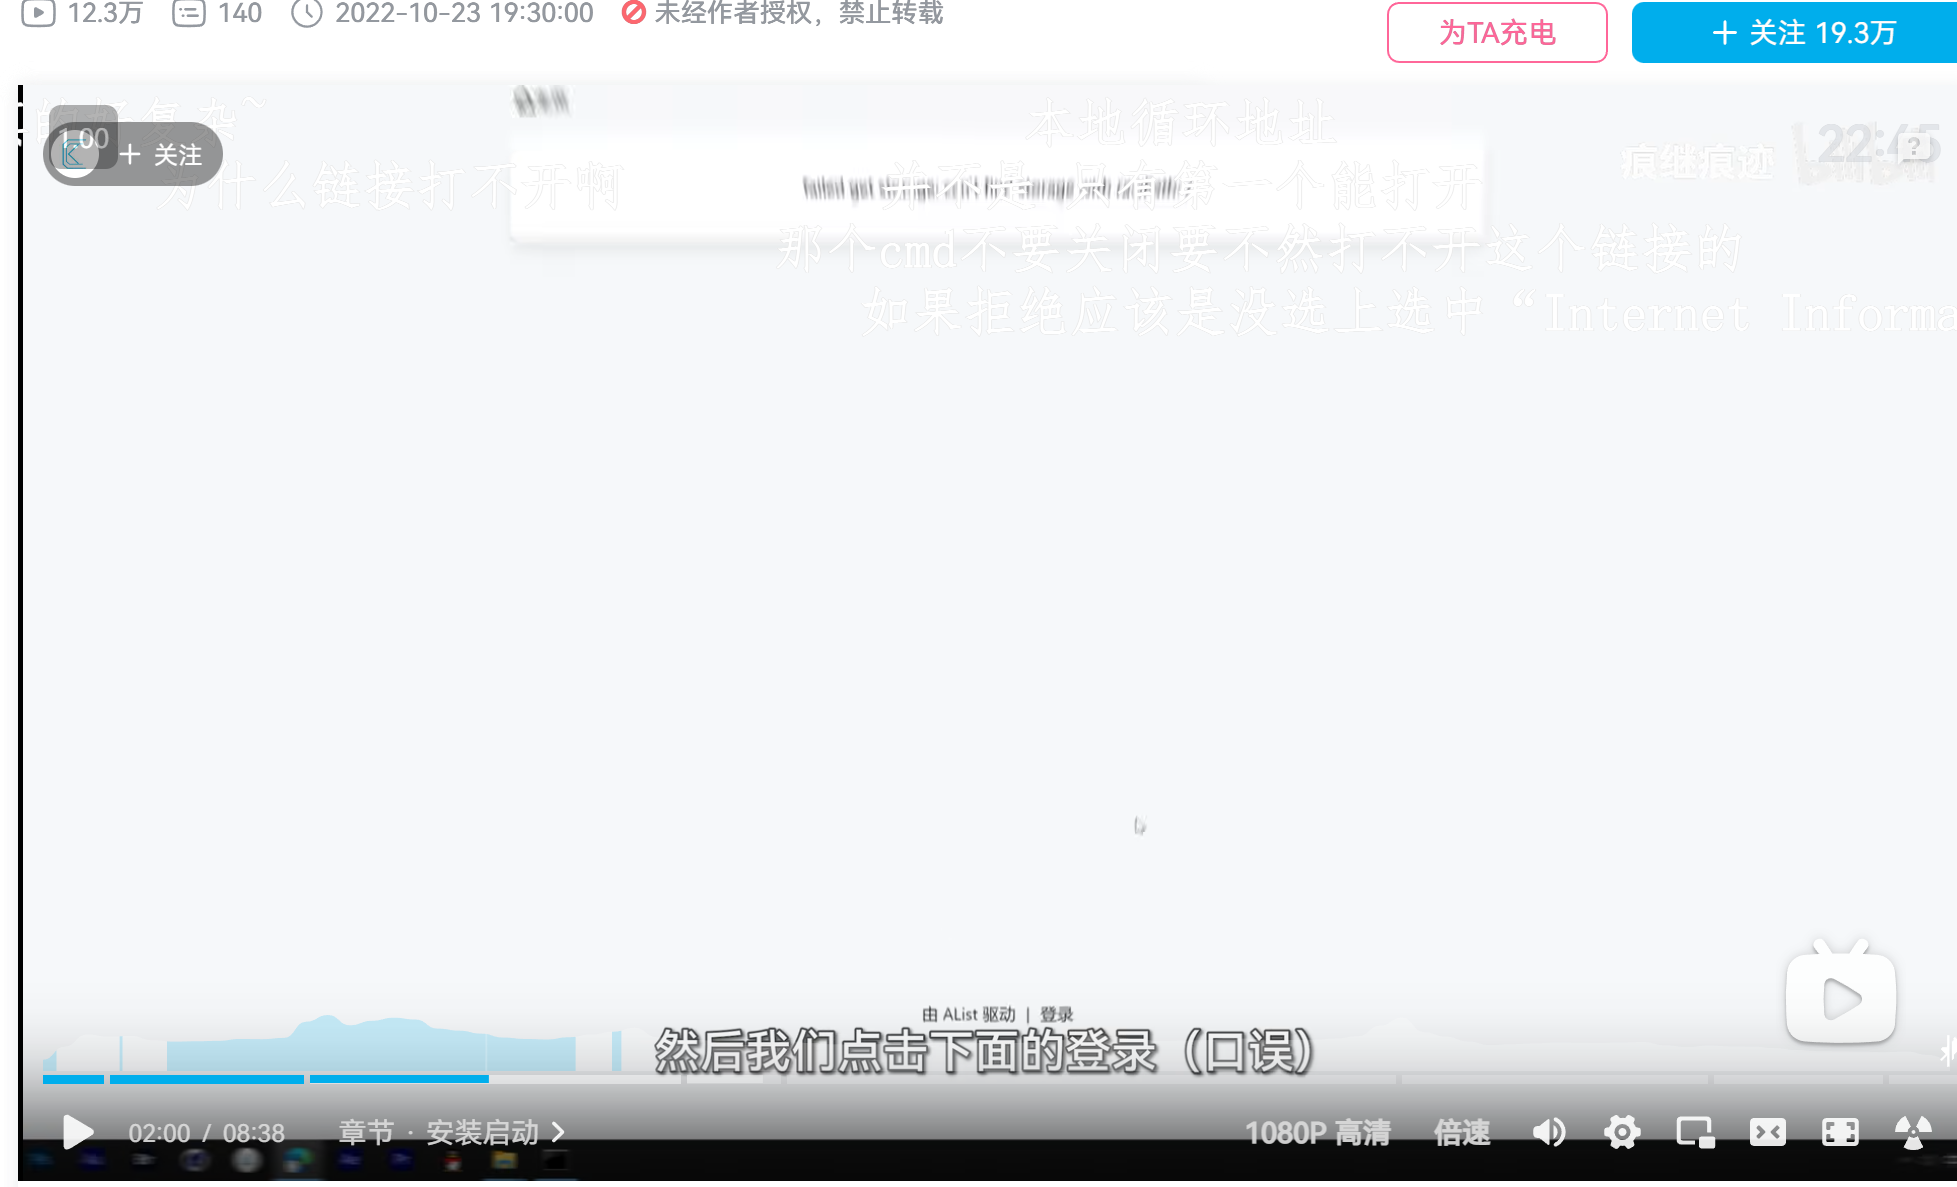 12.3万 140 2022-10-23 19:30:00 未经作者授权，禁止转载
为TA充电
+ 关注 19.3万
的好复杂~
本地循环地址
1.00
+ 关注
22:45
痕继痕迹
为什么链接打不开啊
并不是 只有第一个能打开
那个cmd不要关闭要不然打不开这个链接的
如果拒绝应该是没选上选中“Internet Informa
由 AList 驱动 | 登录
然后我们点击下面的登录（口误）
02:00 / 08:38 章节 · 安装启动 1080P 高清 倍速